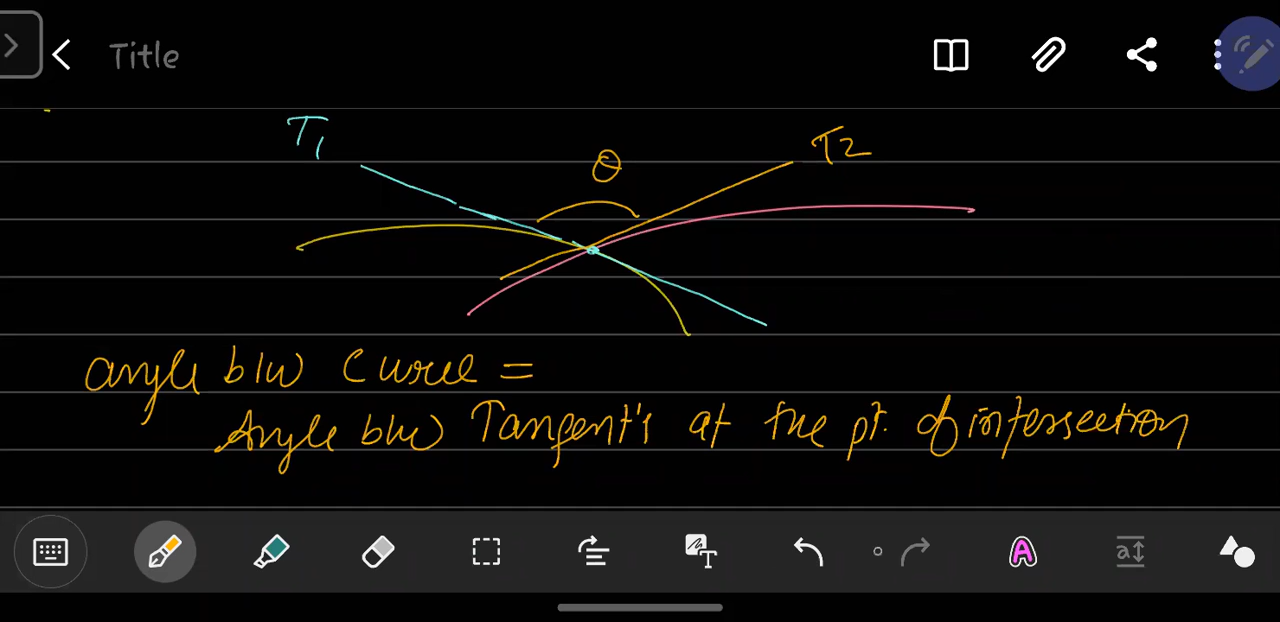 Title
T1
θ
T2
angle b/w Curve =
Angle b/w Tangent's at the pt. of intersection